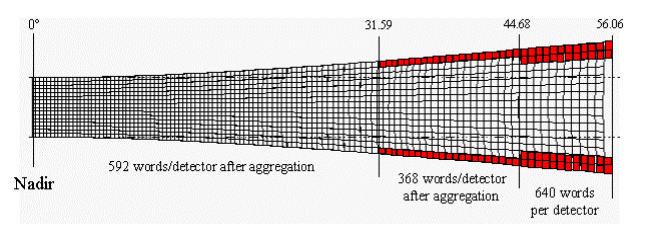 0°
31.59
44.68
56.06
592 words/detector after aggregation
368 words/detector
after aggregation
640 words
per detector
Nadir